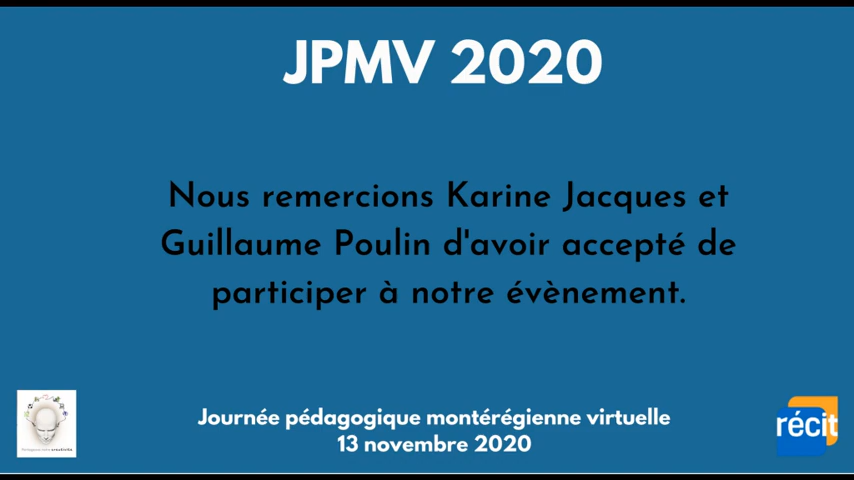 JPMV 2020
Nous remercions Karine Jacques et
Guillaume Poulin d'avoir accepté de
participer à notre évènement.
Journée pédagogique montérégienne virtuelle
13 novembre 2020
récit